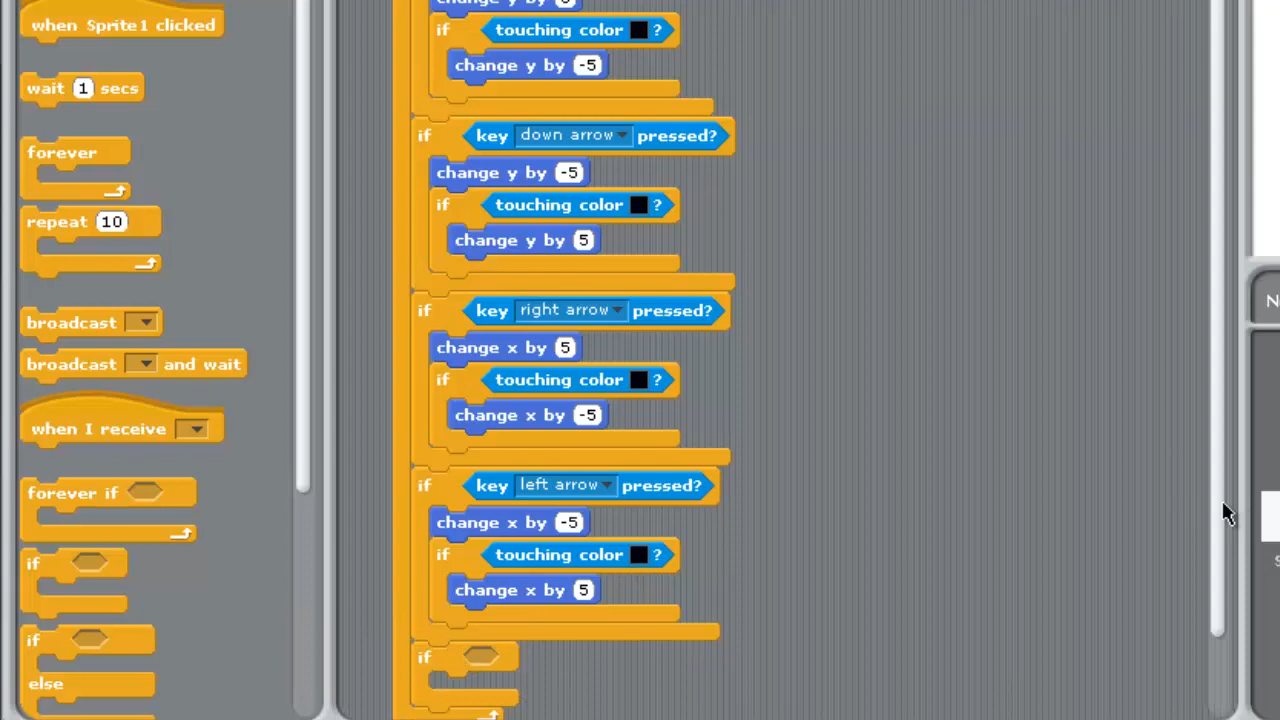 when Sprite1 clicked
wait 1 secs
forever
repeat 10
broadcast
broadcast and wait
when I receive
forever if
if
if
else
if touching color ?
change y by -5
if key down arrow pressed?
change y by -5
if touching color ?
change y by 5
if key right arrow pressed?
change x by 5
if touching color ?
change x by -5
if key left arrow pressed?
change x by -5
if touching color ?
change x by 5
if
N